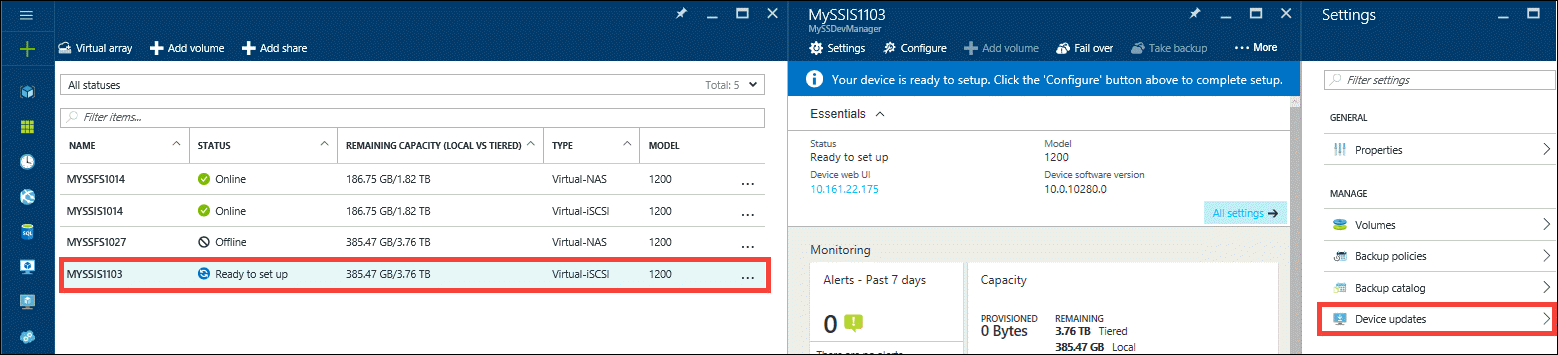 Virtual array Add volume Add share
All statuses Total: 5
Filter items...
NAME STATUS REMAINING CAPACITY (LOCAL VS TIERED) TYPE MODEL
MYSSFS1014 Online 186.75 GB/1.82 TB Virtual-NAS 1200 ...
MYSSIS1014 Online 186.75 GB/1.82 TB Virtual-iSCSI 1200 ...
MYSSFS1027 Offline 385.47 GB/3.76 TB Virtual-NAS 1200 ...
MYSSIS1103 Ready to set up 385.47 GB/3.76 TB Virtual-iSCSI 1200 ...
SQL
MySSIS1103
MySSDevManager
Settings Configure Add volume Fail over Take backup ... More
Your device is ready to setup. Click the 'Configure' button above to complete setup.
Essentials
Status Model
Ready to set up 1200
Device web UI Device software version
10.161.22.175 10.0.10280.0
All settings
Monitoring
Alerts - Past 7 days
0
There are no alerts
Capacity
PROVISIONED REMAINING
0 Bytes 3.76 TB Tiered
385.47 GB Local
Settings
Filter settings
GENERAL
Properties
MANAGE
Volumes
Backup policies
Backup catalog
Device updates